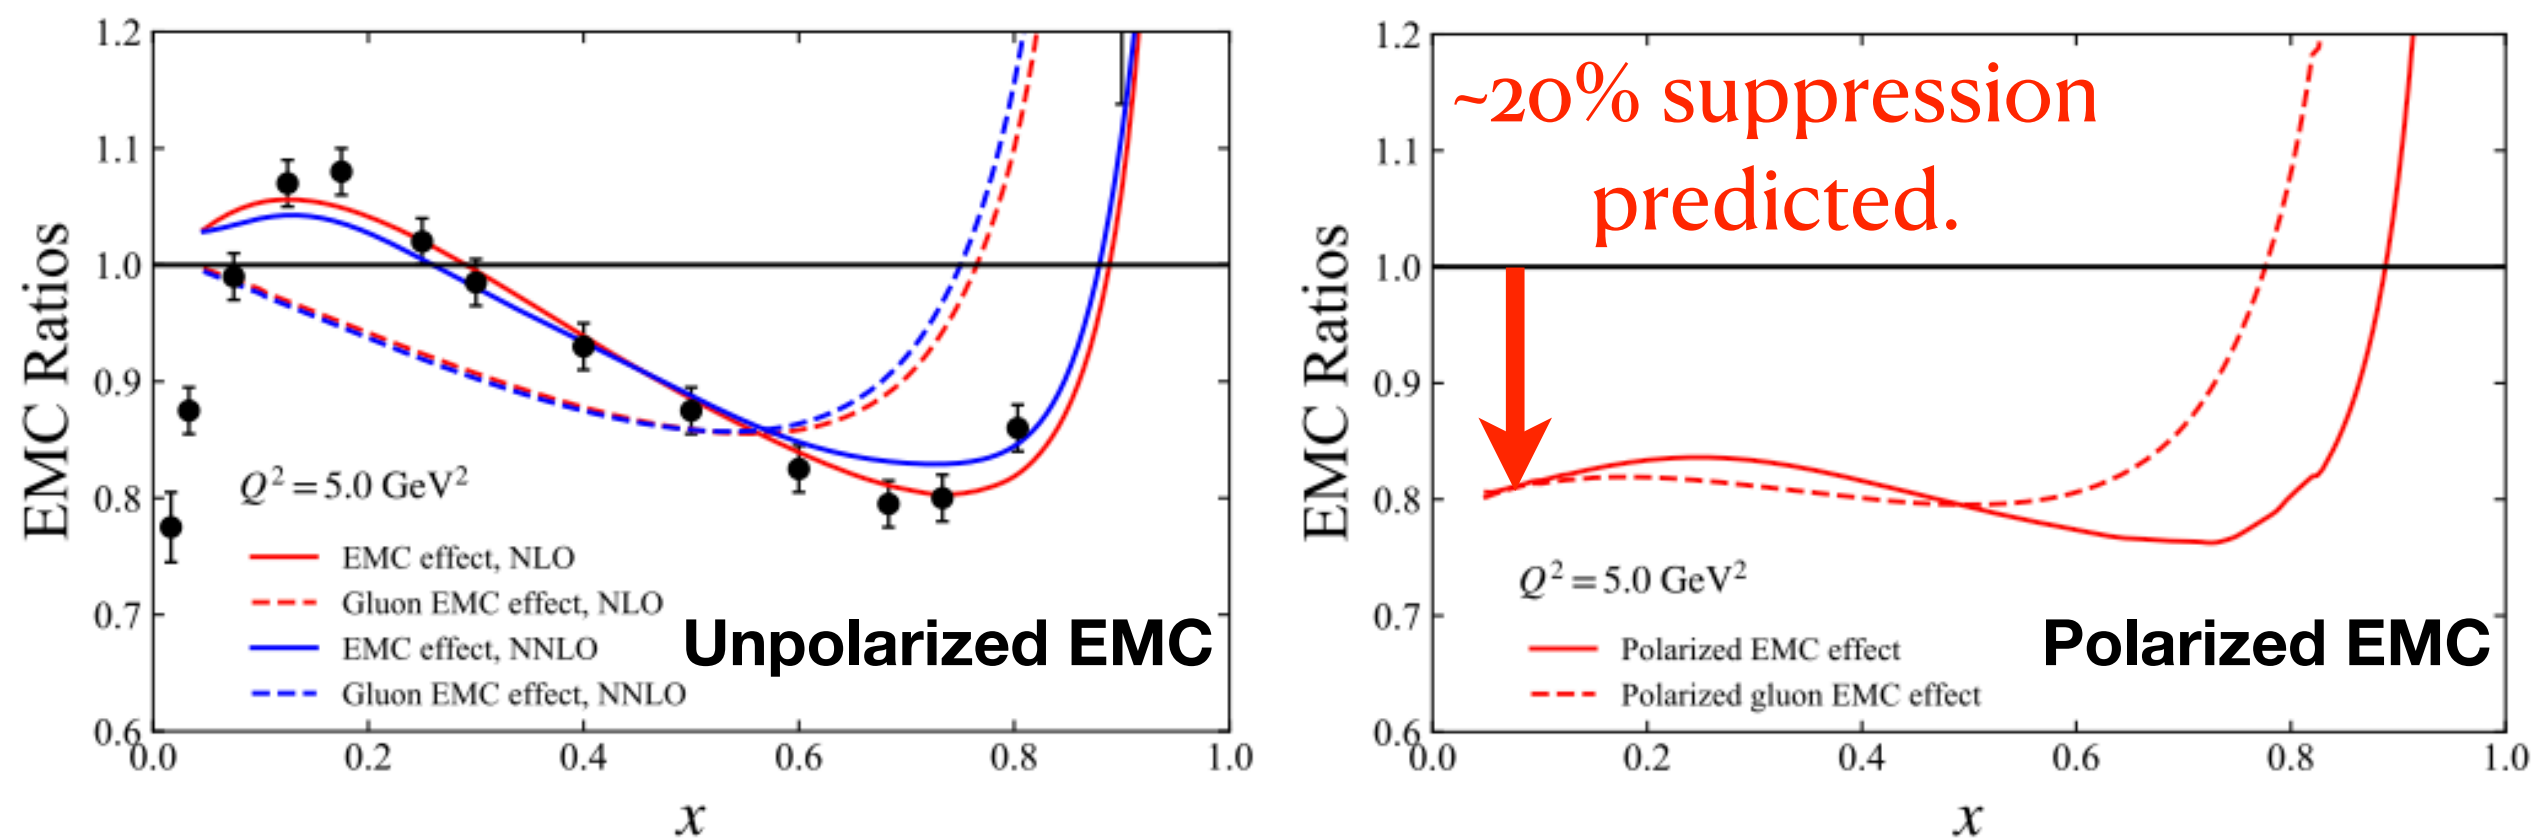 1.2
1.1
1.0
0.9
0.8
0.7
0.6
EMC Ratios
Q² = 5.0 GeV²
EMC effect, NLO
Gluon EMC effect, NLO
EMC effect, NNLO
Gluon EMC effect, NNLO
Unpolarized EMC
0.0 0.2 0.4 0.6 0.8 1.0
x
1.2
1.1
1.0
0.9
0.8
0.7
0.6
EMC Ratios
~20% suppression
predicted.
Q² = 5.0 GeV²
Polarized EMC effect
Polarized gluon EMC effect
Polarized EMC
0.0 0.2 0.4 0.6 0.8 1.0
x